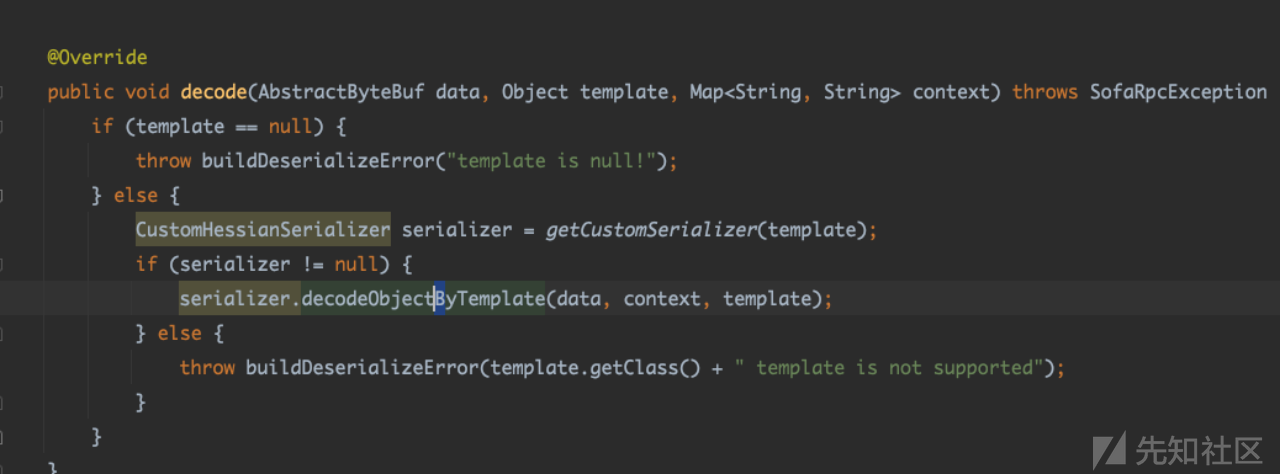 @Override
public void decode(AbstractByteBuf data, Object template, Map<String, String> context) throws SofaRpcException
if (template == null) {
throw buildDeserializeError("template is null!");
} else {
CustomHessianSerializer serializer = getCustomSerializer(template);
if (serializer != null) {
serializer.decodeObjectByTemplate(data, context, template);
} else {
throw buildDeserializeError(template.getClass() + " template is not supported");
}
}
}
先知社区